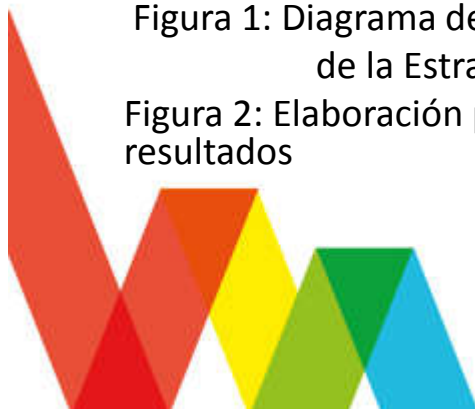 Figura 1: Diagrama de
de la Estra
Figura 2: Elaboración
resultados